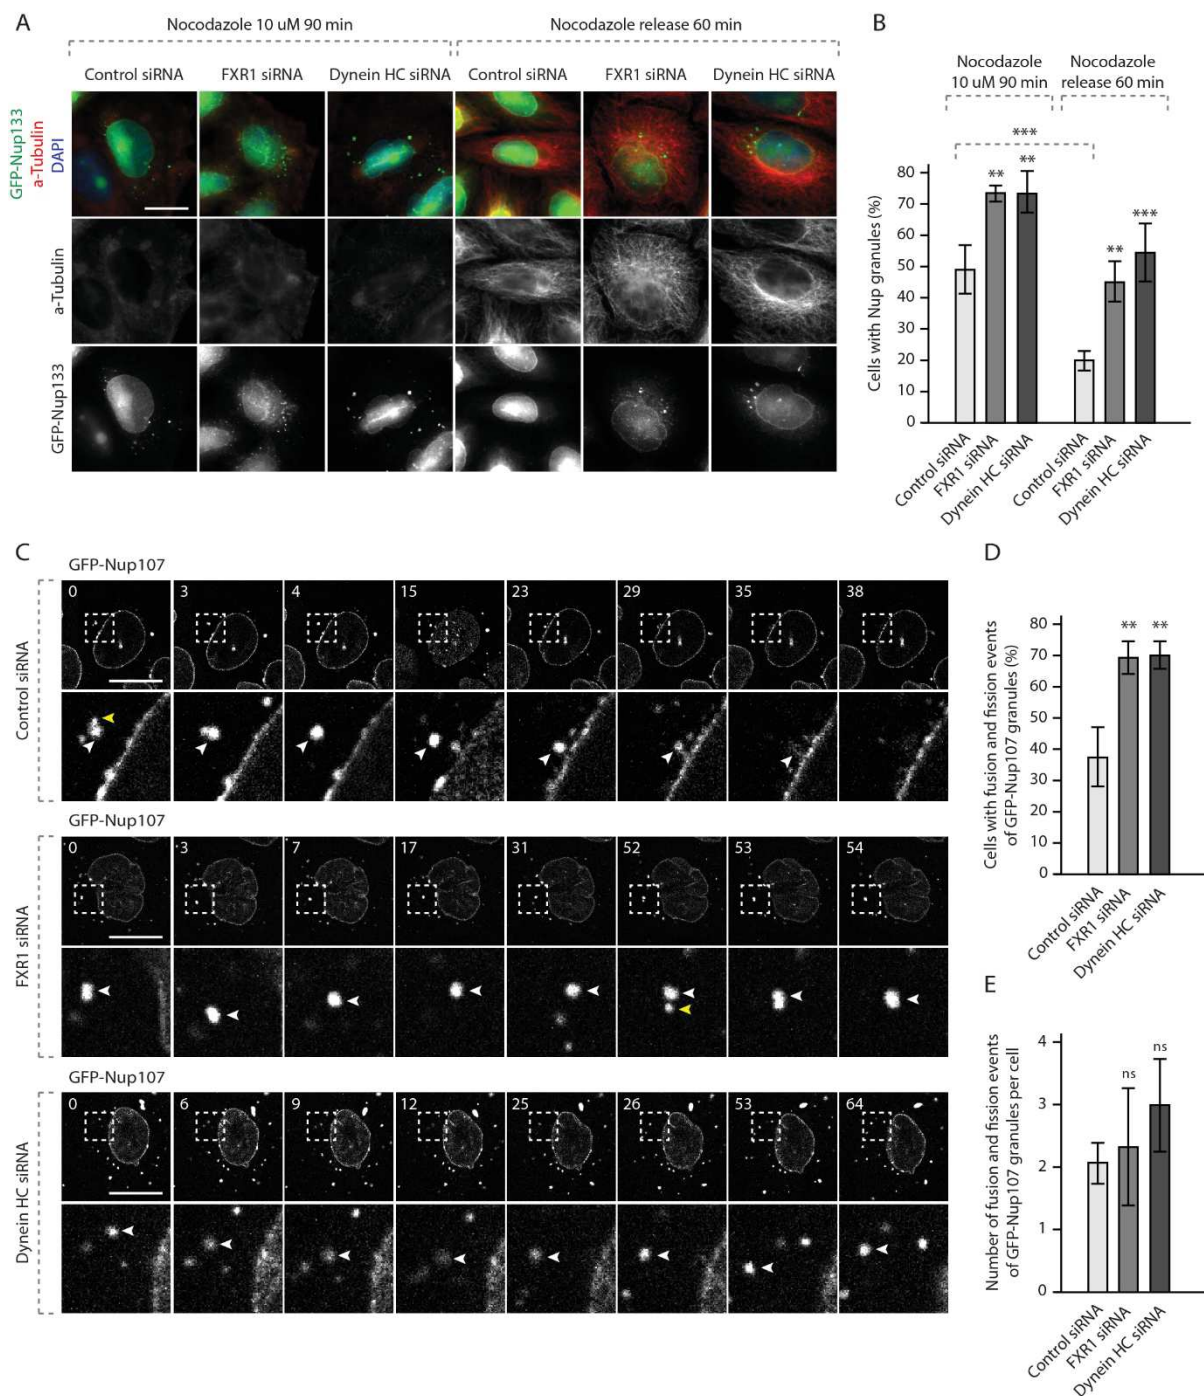 A
Nocodazole 10 uM 90 min
Nocodazole release 60 min
Control siRNA
FXR1 siRNA
Dynein HC siRNA
Control siRNA
FXR1 siRNA
Dynein HC siRNA
GFP-Nup133
a-Tubulin
DAPI
a-Tubulin
GFP-Nup133
B
Nocodazole
10 uM 90 min
Nocodazole
release 60 min
***
**
**
**
***
Cells with Nup granules (%)
80
70
60
50
40
30
20
10
0
Control siRNA
FXR1 siRNA
Dynein HC siRNA
Control siRNA
FXR1 siRNA
Dynein HC siRNA
C
GFP-Nup107
Control siRNA
0
3
4
15
23
29
35
38
GFP-Nup107
FXR1 siRNA
0
3
7
17
31
52
53
54
GFP-Nup107
Dynein HC siRNA
0
6
9
12
25
26
53
64
D
Cells with fusion and fission events
of GFP-Nup107 granules (%)
80
70
60
50
40
30
20
10
0
**
**
Control siRNA
FXR1 siRNA
Dynein HC siRNA
E
Number of fusion and fission events
of GFP-Nup107 granules per cell
4
3
2
1
0
ns
ns
Control siRNA
FXR1 siRNA
Dynein HC siRNA